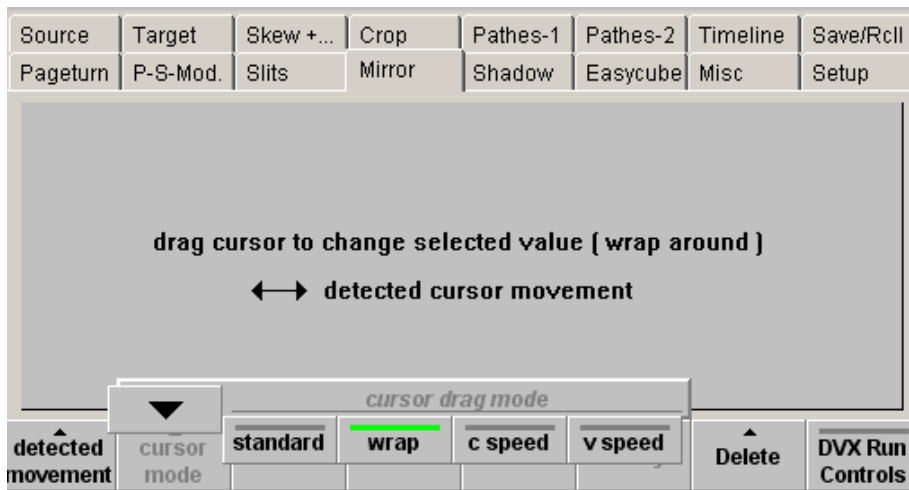 Source Target Skew +... Crop Pathes-1 Pathes-2 Timeline Save/Rcll
Pageturn P-S-Mod. Slits Mirror Shadow Easycube Misc Setup
drag cursor to change selected value ( wrap around )
detected cursor movement
cursor drag mode
standard wrap c speed v speed
detected movement
cursor mode
Delete
DVX Run Controls